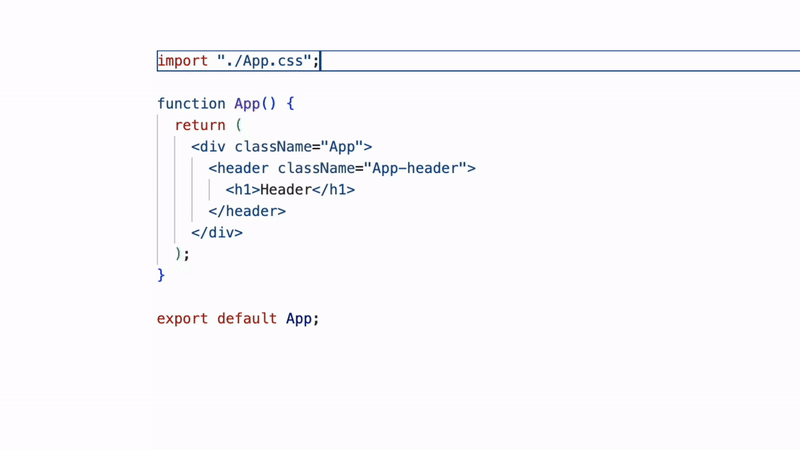 import "./App.css";
function App() {
return (
<div className="App">
<header className="App-header">
<h1>Header</h1>
</header>
</div>
);
}
export default App;